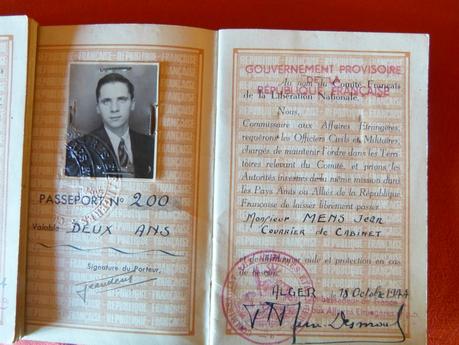 PASSEPORT Nº 200
Valable DEUX ANS
Signature du Porteur,
GOUVERNEMENT PROVISOIRE
DE LA
RÉPUBLIQUE FRANÇAISE
Au nom du Comité Français
de la Libération Nationale,
Nous,
Commissaire aux Affaires Étrangères,
requérons les Officiers Civils et Militaires,
chargés de maintenir l'ordre dans les Terri-
toires relevant du Comité, et prions les
Autorités investies de la même mission dans
les Pays Amis ou Alliés de la République
Française de laisser librement passer
Monsieur MENS Jean
COURRIER de CABINET
et de lui donner aide et protection en cas
de besoin.
ALGER 18 Octobre 1944